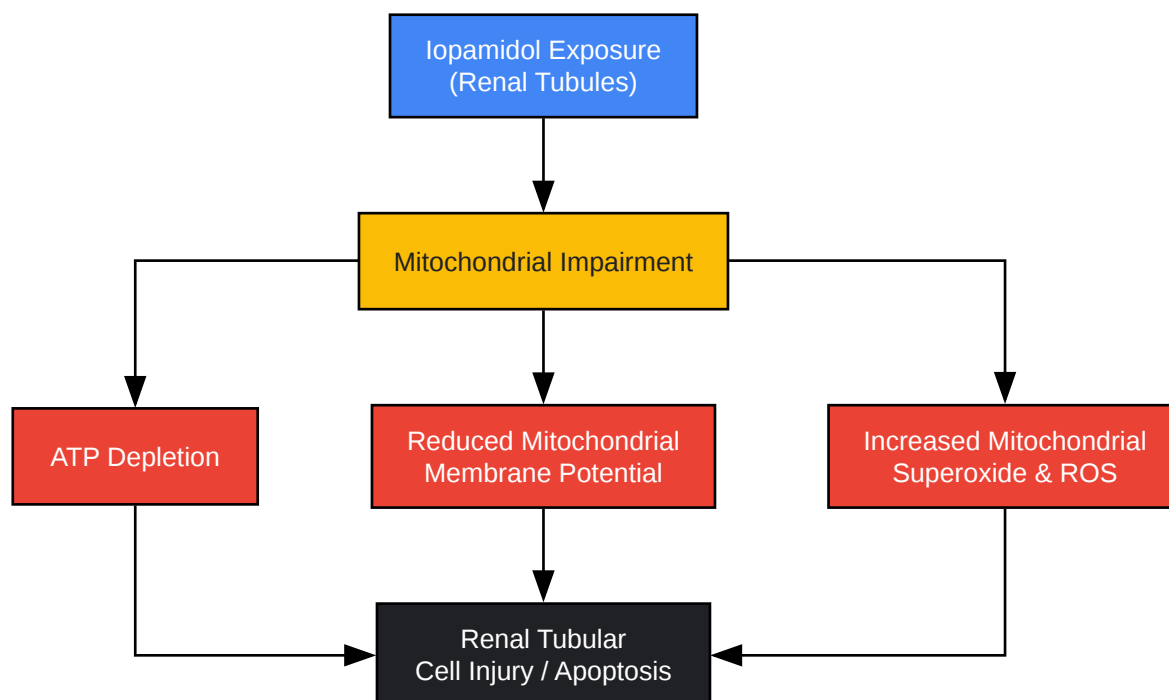 Iopamidol Exposure
(Renal Tubules)
Mitochondrial Impairment
ATP Depletion
Reduced Mitochondrial
Membrane Potential
Increased Mitochondrial
Superoxide & ROS
Renal Tubular
Cell Injury / Apoptosis